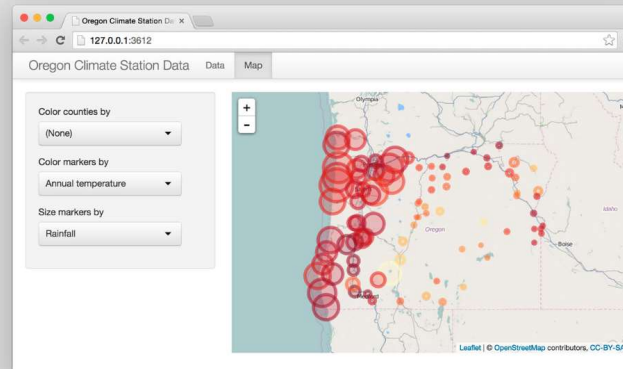 Oregon Climate Station Da
127.0.0.1:3612
Oregon Climate Station Data Data Map
Color counties by
(None)
Color markers by
Annual temperature
Size markers by
Rainfall
+
-
Olympia
Oregon
Idaho
Boise
Leaflet | © OpenStreetMap contributors, CC-BY-SA